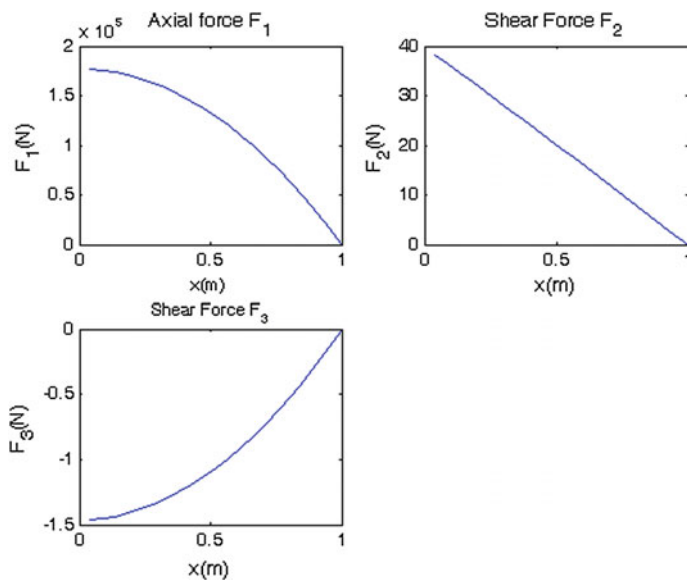 Axial force F₁
× 10⁵
2
1.5
1
0.5
0
F₁(N)
0
0.5
1
x(m)
Shear Force F₂
40
30
20
10
0
F₂(N)
0
0.5
1
x(m)
Shear Force F₃
0
-0.5
-1
-1.5
F₃(N)
0
0.5
1
x(m)